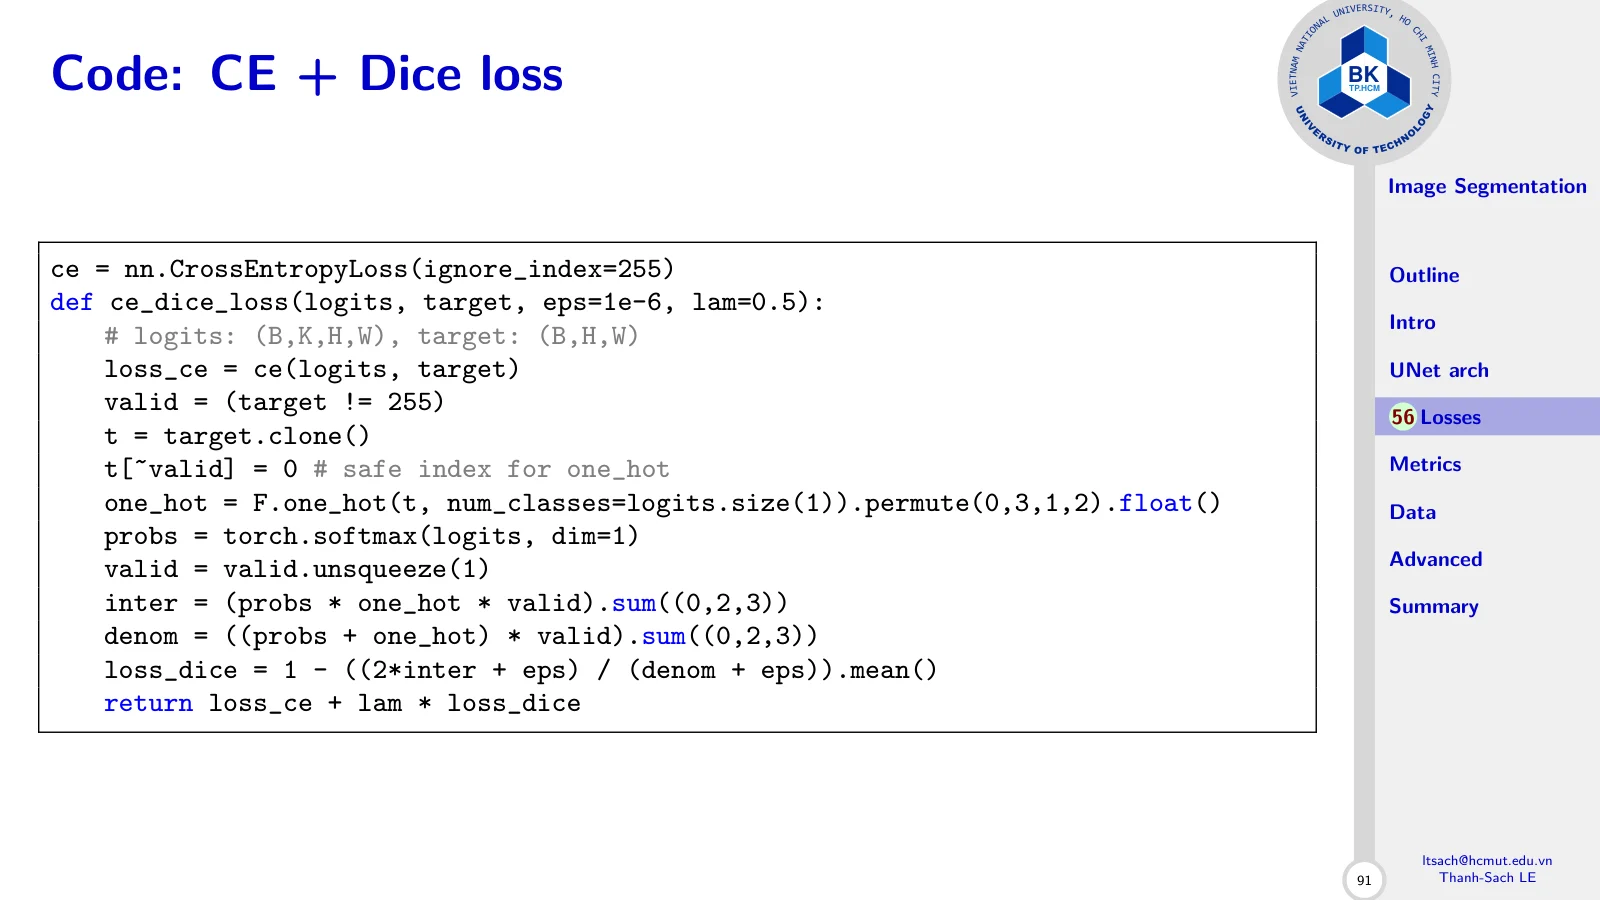 Code: CE + Dice loss
ce = nn.CrossEntropyLoss(ignore_index=255)
def ce_dice_loss(logits, target, eps=1e-6, lam=0.5):
    # logits: (B,K,H,W), target: (B,H,W)
    loss_ce = ce(logits, target)
    valid = (target != 255)
    t = target.clone()
    t[~valid] = 0 # safe index for one_hot
    one_hot = F.one_hot(t, num_classes=logits.size(1)).permute(0,3,1,2).float()
    probs = torch.softmax(logits, dim=1)
    valid = valid.unsqueeze(1)
    inter = (probs * one_hot * valid).sum((0,2,3))
    denom = ((probs + one_hot) * valid).sum((0,2,3))
    loss_dice = 1 - ((2*inter + eps) / (denom + eps)).mean()
    return loss_ce + lam * loss_dice
VIETNAM NATIONAL UNIVERSITY, HO CHI MINH CITY
BK
TP.HCM
UNIVERSITY OF TECHNOLOGY
Image Segmentation
Outline
Intro
UNet arch
56 Losses
Metrics
Data
Advanced
Summary
ltsach@hcmut.edu.vn
Thanh-Sach LE
91